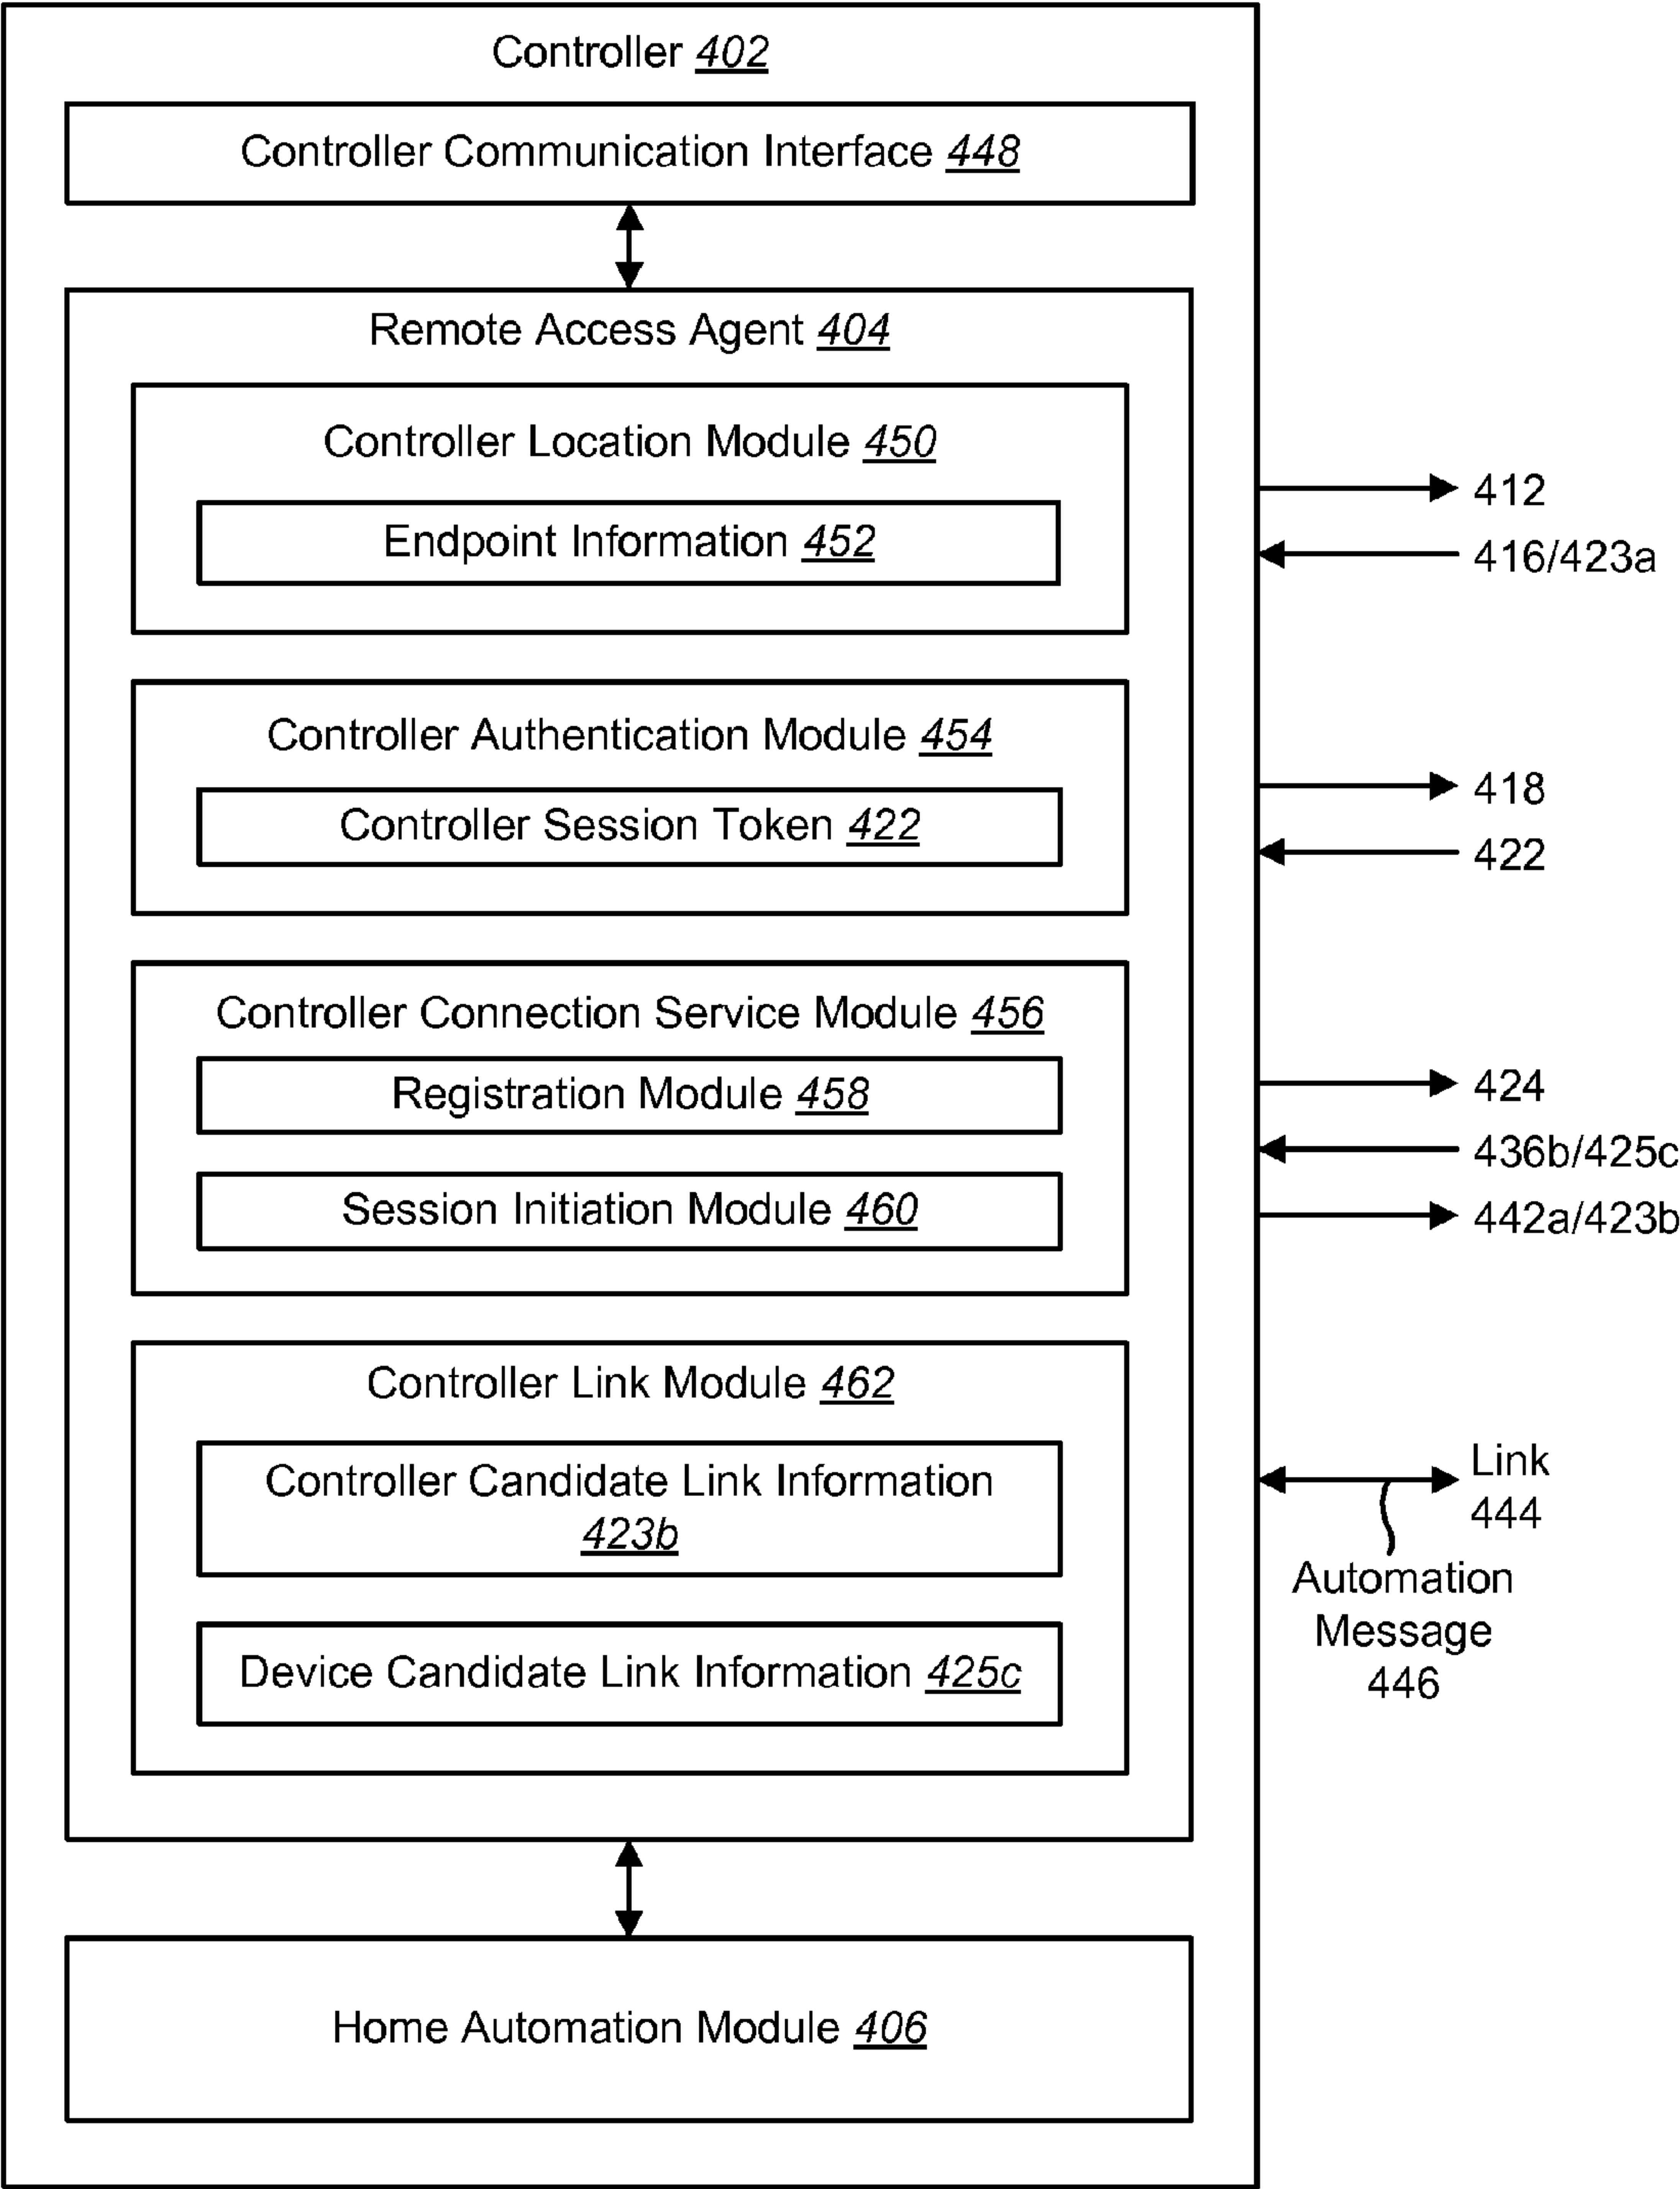 Controller 402
Controller Communication Interface 448
Remote Access Agent 404
Controller Location Module 450
Endpoint Information 452
412
416/423a
Controller Authentication Module 454
Controller Session Token 422
418
422
Controller Connection Service Module 456
Registration Module 458
Session Initiation Module 460
424
436b/425c
442a/423b
Controller Link Module 462
Controller Candidate Link Information
423b
Device Candidate Link Information 425c
Link
444
Automation
Message
446
Home Automation Module 406